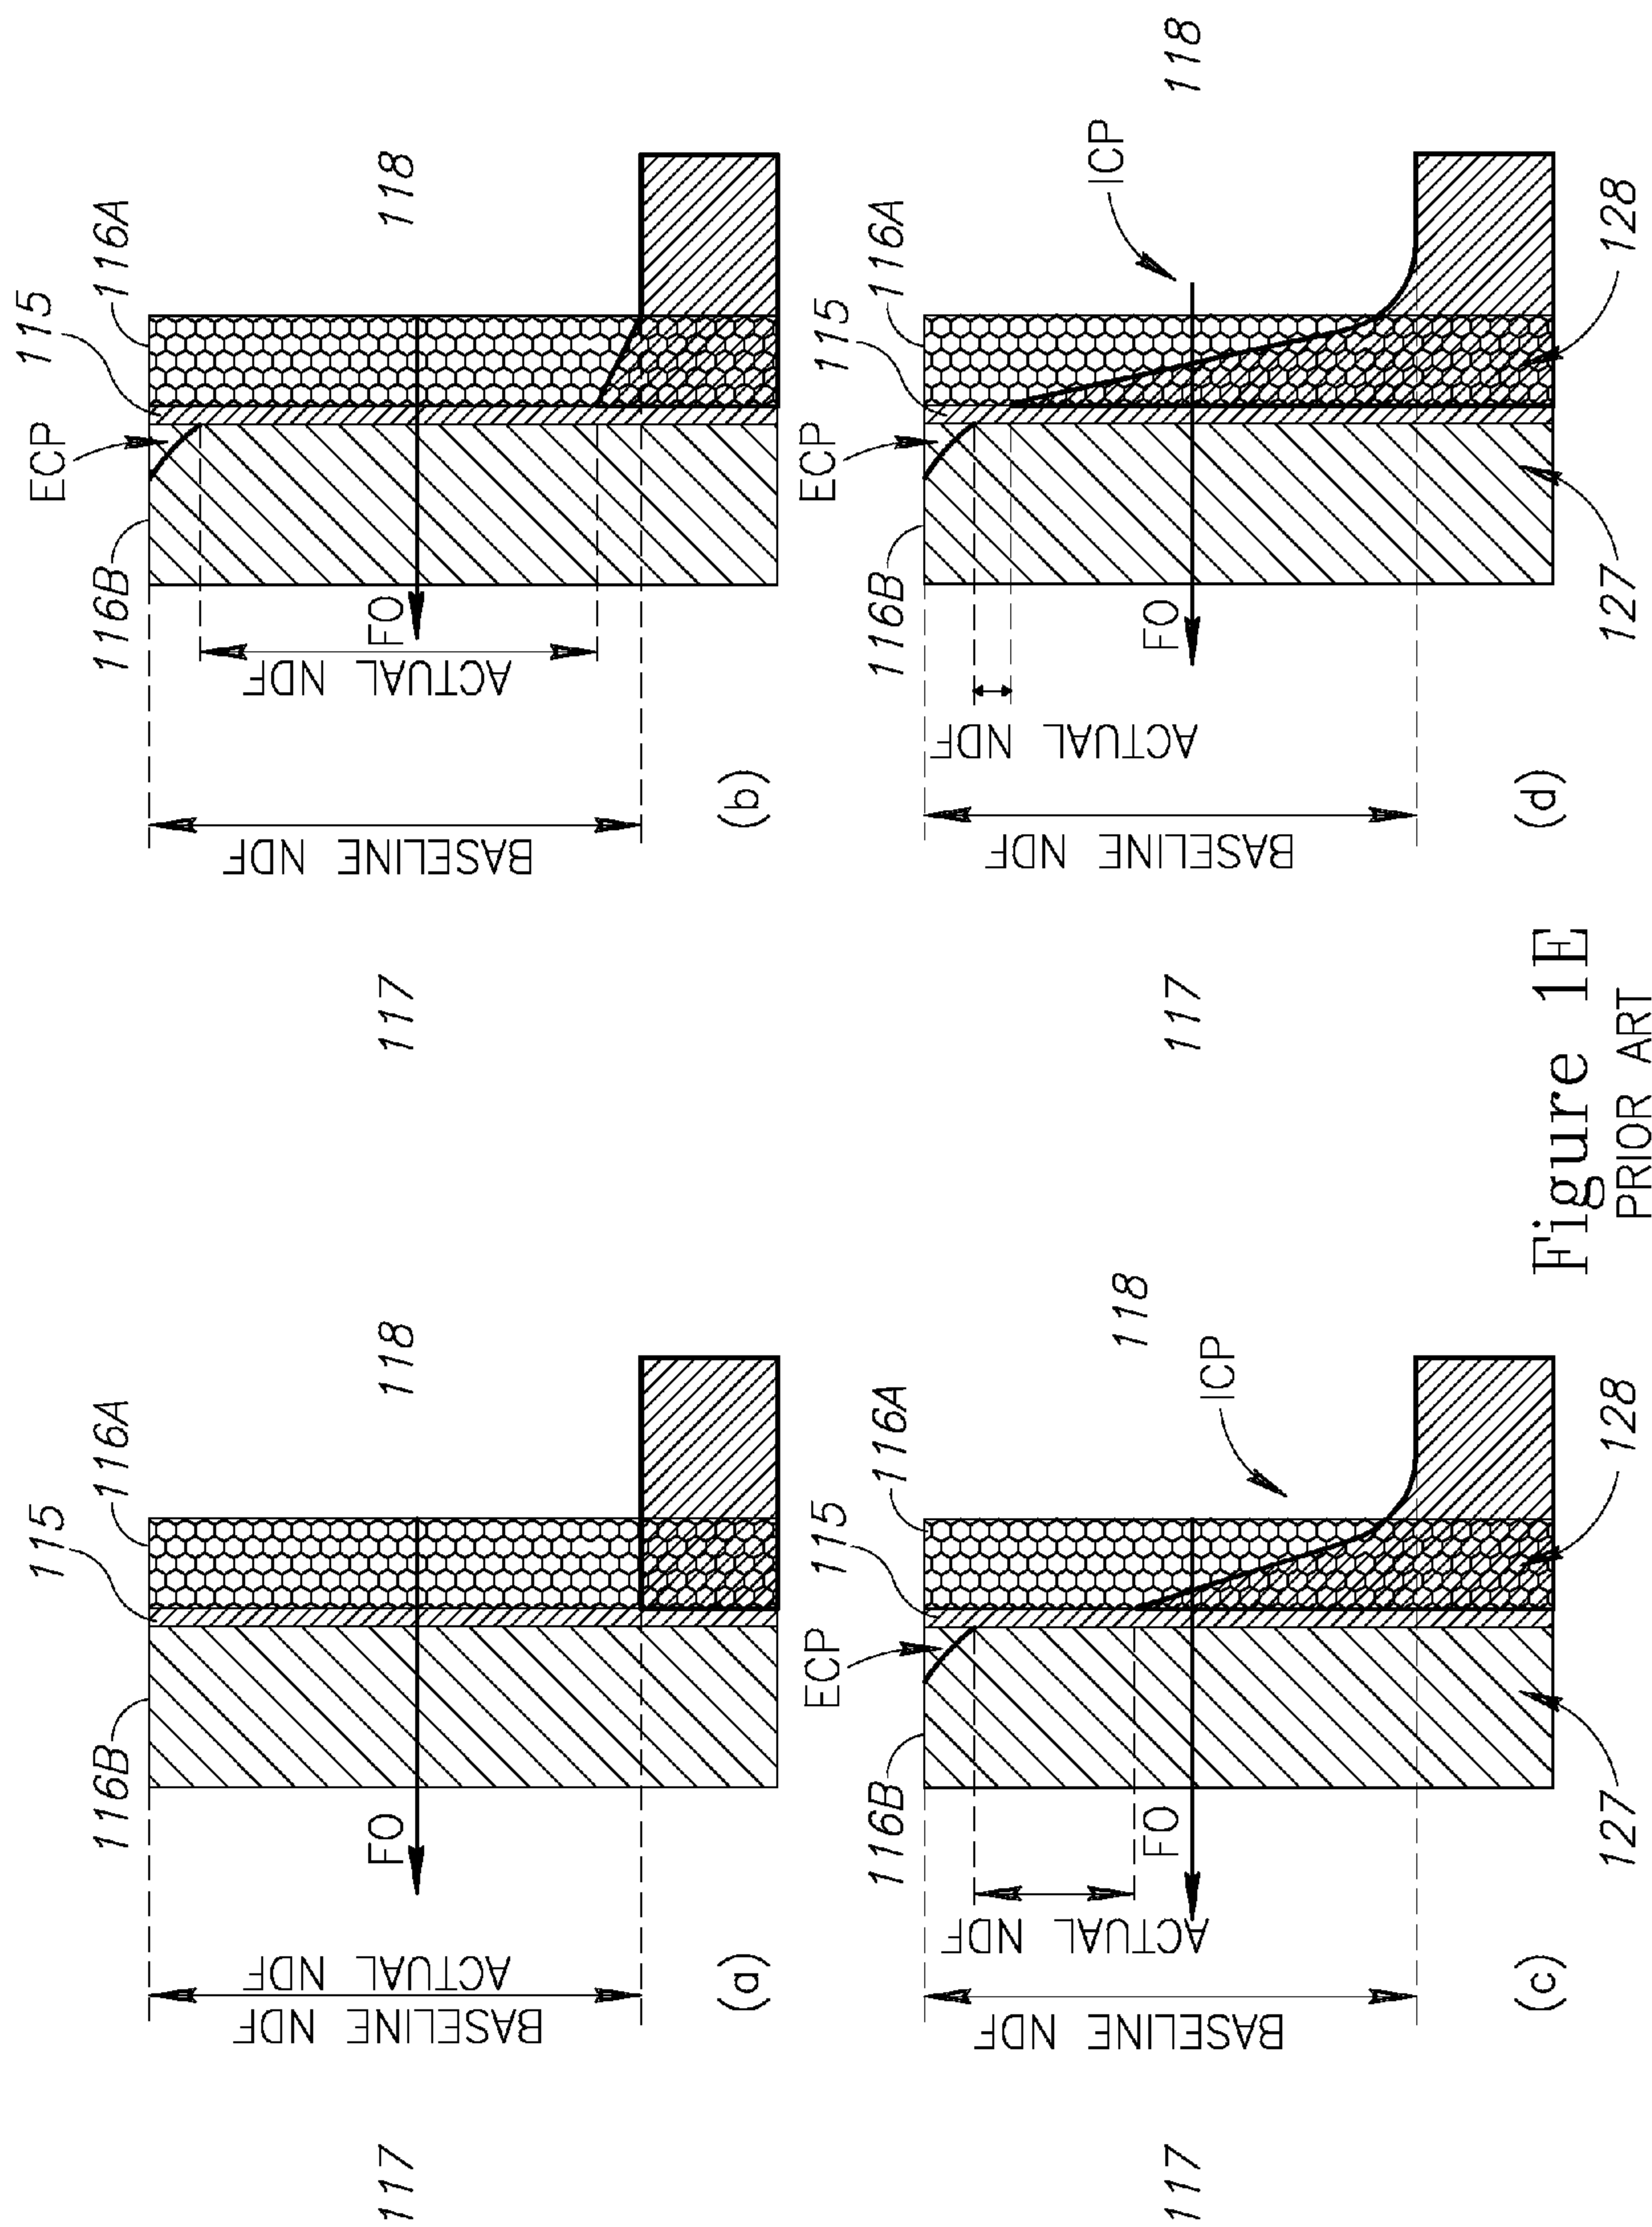 115
116B
116A
FO
118
117
BASELINE NDF
ACTUAL NDF
(a)
115
ECP
116B
116A
FO
118
117
BASELINE NDF
ACTUAL NDF
(b)
115
ECP
116B
116A
FO
118
ICP
117
BASELINE NDF
ACTUAL NDF
127
128
(c)
115
ECP
116B
116A
FO
ICP
118
117
BASELINE NDF
ACTUAL NDF
127
128
(d)
Figure 1E
PRIOR ART